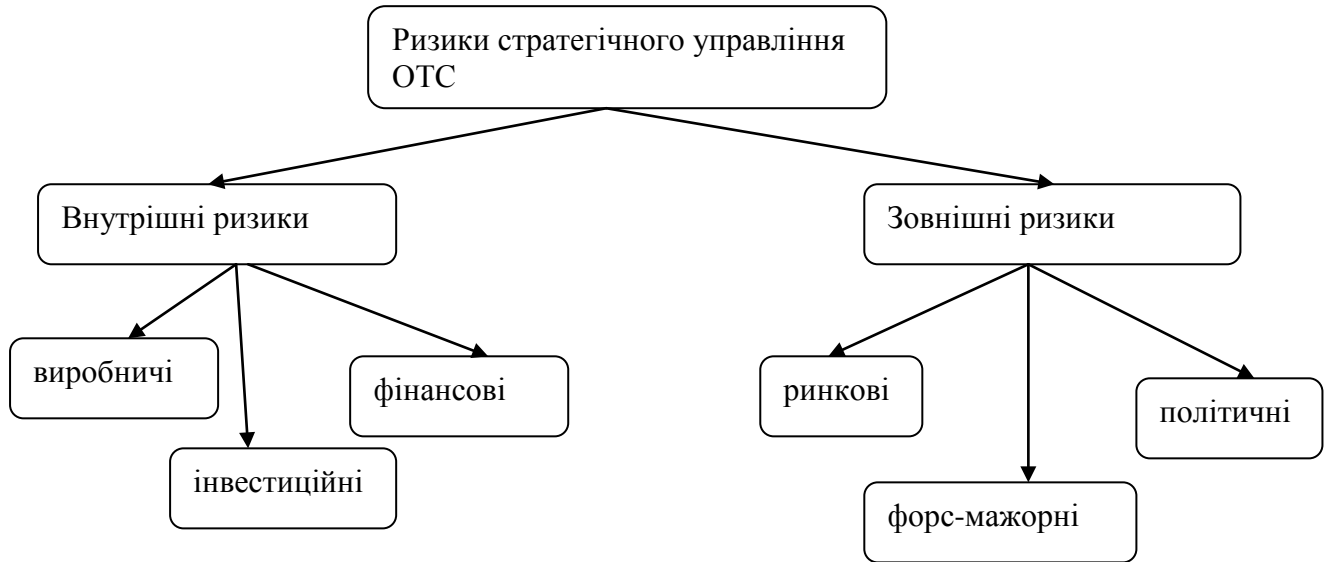 Ризики стратегічного управління
ОТС
Внутрішні ризики
Зовнішні ризики
виробничі
фінансові
ринкові
політичні
інвестиційні
форс-мажорні